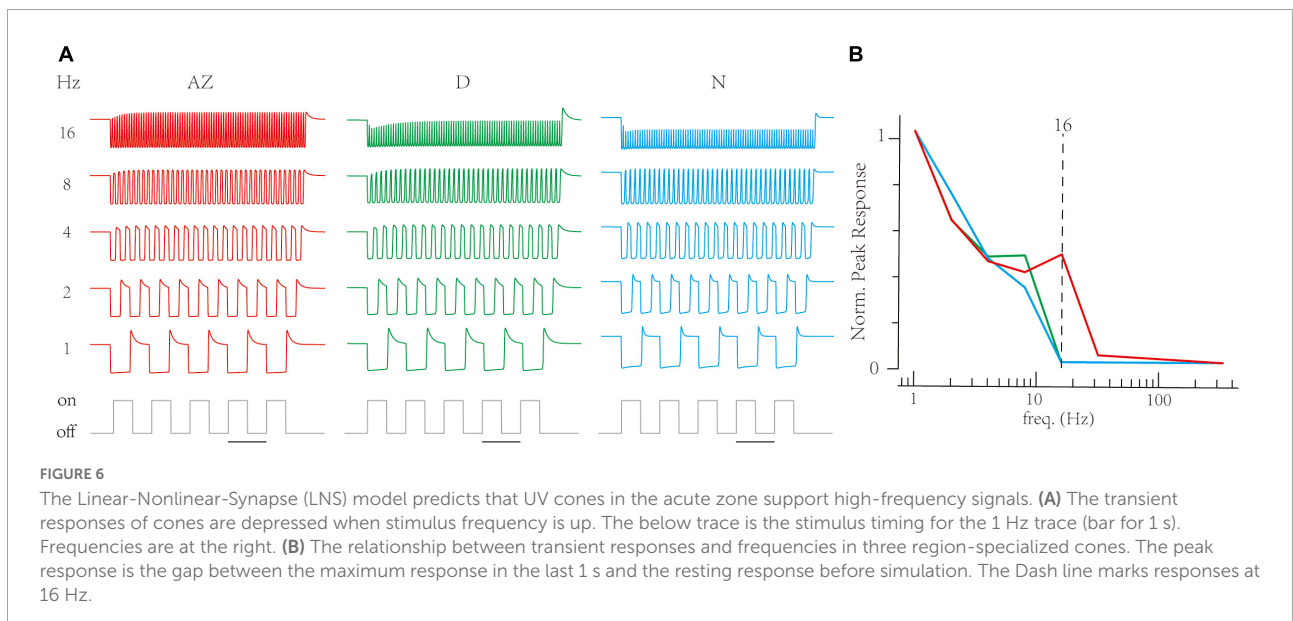 A
B
Hz
AZ
D
N
16
8
4
2
1
on
off
16
1
Norm. Peak Response
0
1
10
100
freq. (Hz)
FIGURE 6
The Linear-Nonlinear-Synapse (LNS) model predicts that UV cones in the acute zone support high-frequency signals. (A) The transient
responses of cones are depressed when stimulus frequency is up. The below trace is the stimulus timing for the 1 Hz trace (bar for 1 s).
Frequencies are at the right. (B) The relationship between transient responses and frequencies in three region-specialized cones. The peak
response is the gap between the maximum response in the last 1 s and the resting response before simulation. The Dash line marks responses at
16 Hz.